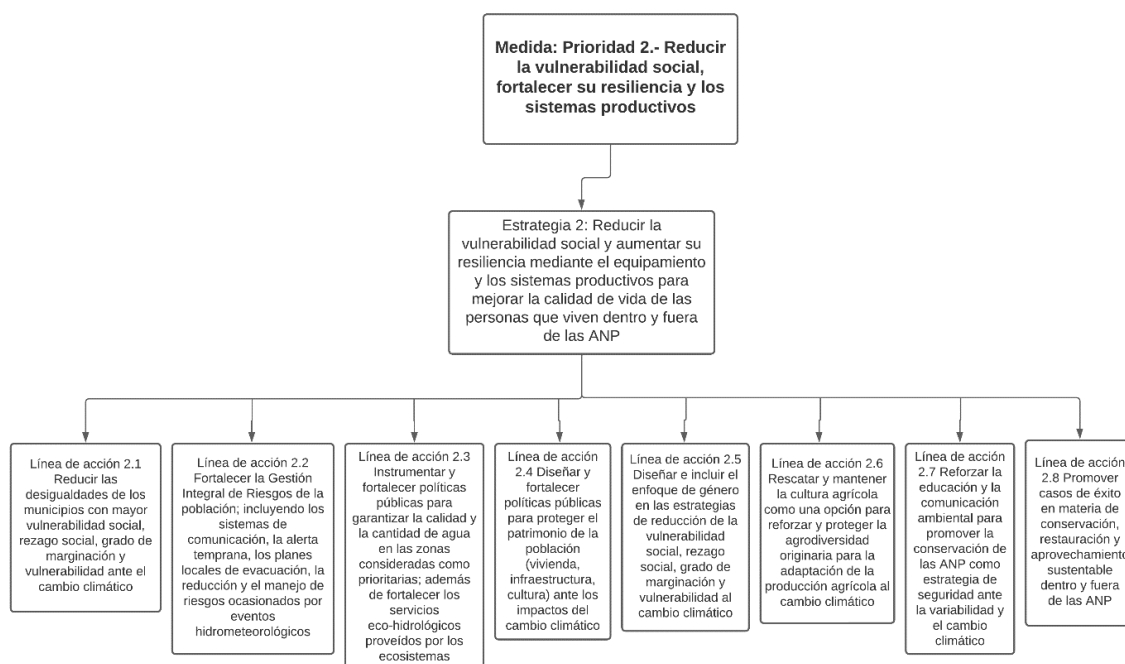 Medida: Prioridad 2.- Reducir
la vulnerabilidad social,
fortalecer su resiliencia y los
sistemas productivos
Estrategia 2: Reducir la
vulnerabilidad social y aumentar su
resiliencia mediante el equipamiento
y los sistemas productivos para
mejorar la calidad de vida de las
personas que viven dentro y fuera
de las ANP
Línea de acción 2.1
Reducir las
desigualdades de los
municipios con mayor
vulnerabilidad social,
rezago social, grado de
marginación y
vulnerabilidad ante el
cambio climático
Línea de acción 2.2
Fortalecer la Gestión
Integral de Riesgos de la
población; incluyendo los
sistemas de
comunicación, la alerta
temprana, los planes
locales de evacuación, la
reducción y el manejo de
riesgos ocasionados por
eventos
hidrometeorológicos
Línea de acción 2.3
Instrumentar y
fortalecer políticas
públicas para
garantizar la calidad y
la cantidad de agua
en las zonas
consideradas como
prioritarias; además
de fortalecer los
servicios
eco-hidrológicos
proveídos por los
ecosistemas
Línea de acción
2.4 Diseñar y
fortalecer
políticas públicas
para proteger el
patrimonio de la
población
(vivienda,
infraestructura,
cultura) ante los
impactos del
cambio climático
Línea de acción 2.5
Diseñar e incluir el
enfoque de género
en las estrategias
de reducción de la
vulnerabilidad
social, rezago
social, grado de
marginación y
vulnerabilidad al
cambio climático
Línea de acción 2.6
Rescatar y mantener
la cultura agrícola
como una opción para
reforzar y proteger la
agrodiversidad
originaria para la
adaptación de la
producción agrícola al
cambio climático
Línea de acción
2.7 Reforzar la
educación y la
comunicación
ambiental para
promover la
conservación de
las ANP como
estrategia de
seguridad ante
la variabilidad y
el cambio
climático
Línea de acción
2.8 Promover
casos de éxito
en materia de
conservación,
restauración y
aprovechamiento
sustentable
dentro y fuera
de las ANP